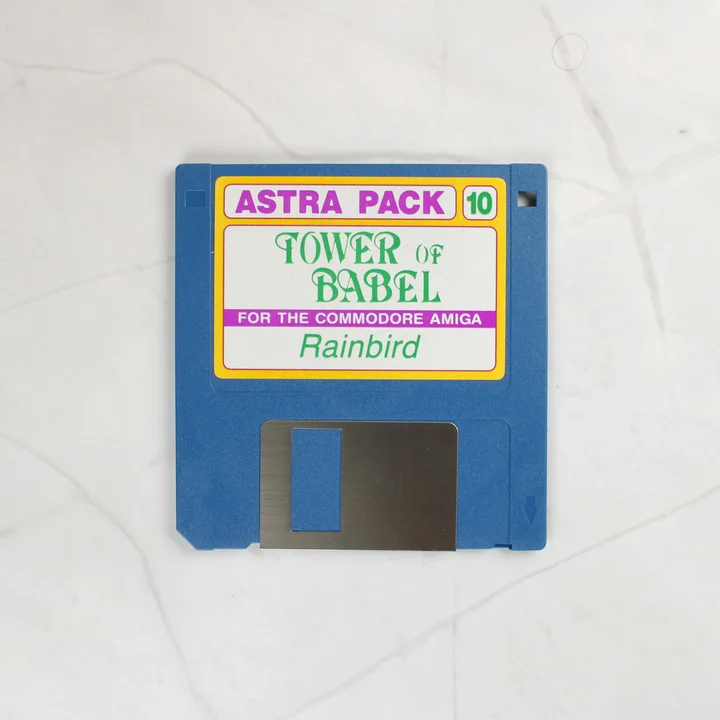 ASTRA PACK 10
TOWER OF
BABEL
FOR THE COMMODORE AMIGA
Rainbird